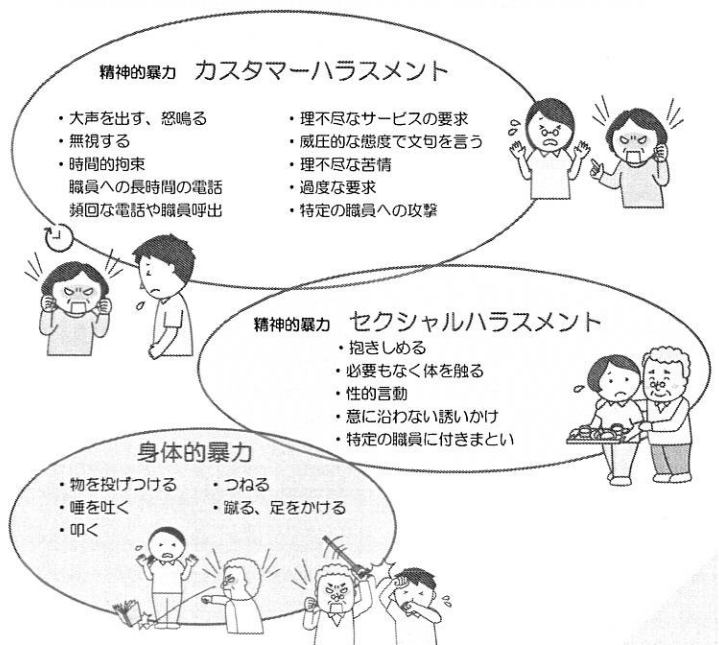 精神的暴力 カスタマーハラスメント
・大声を出す、怒鳴る
・無視する
・時間的拘束
職員への長時間の電話
頻回な電話や職員呼出
・理不尽なサービスの要求
・威圧的な態度で文句を言う
・理不尽な苦情
・過度な要求
・特定の職員への攻撃
精神的暴力 セクシャルハラスメント
・抱きしめる
・必要もなく体を触る
・性的言動
・意に沿わない誘いかけ
・特定の職員に付きまとい
身体的暴力
・物を投げつける
・唾を吐く
・叩く
・つねる
・蹴る、足をかける